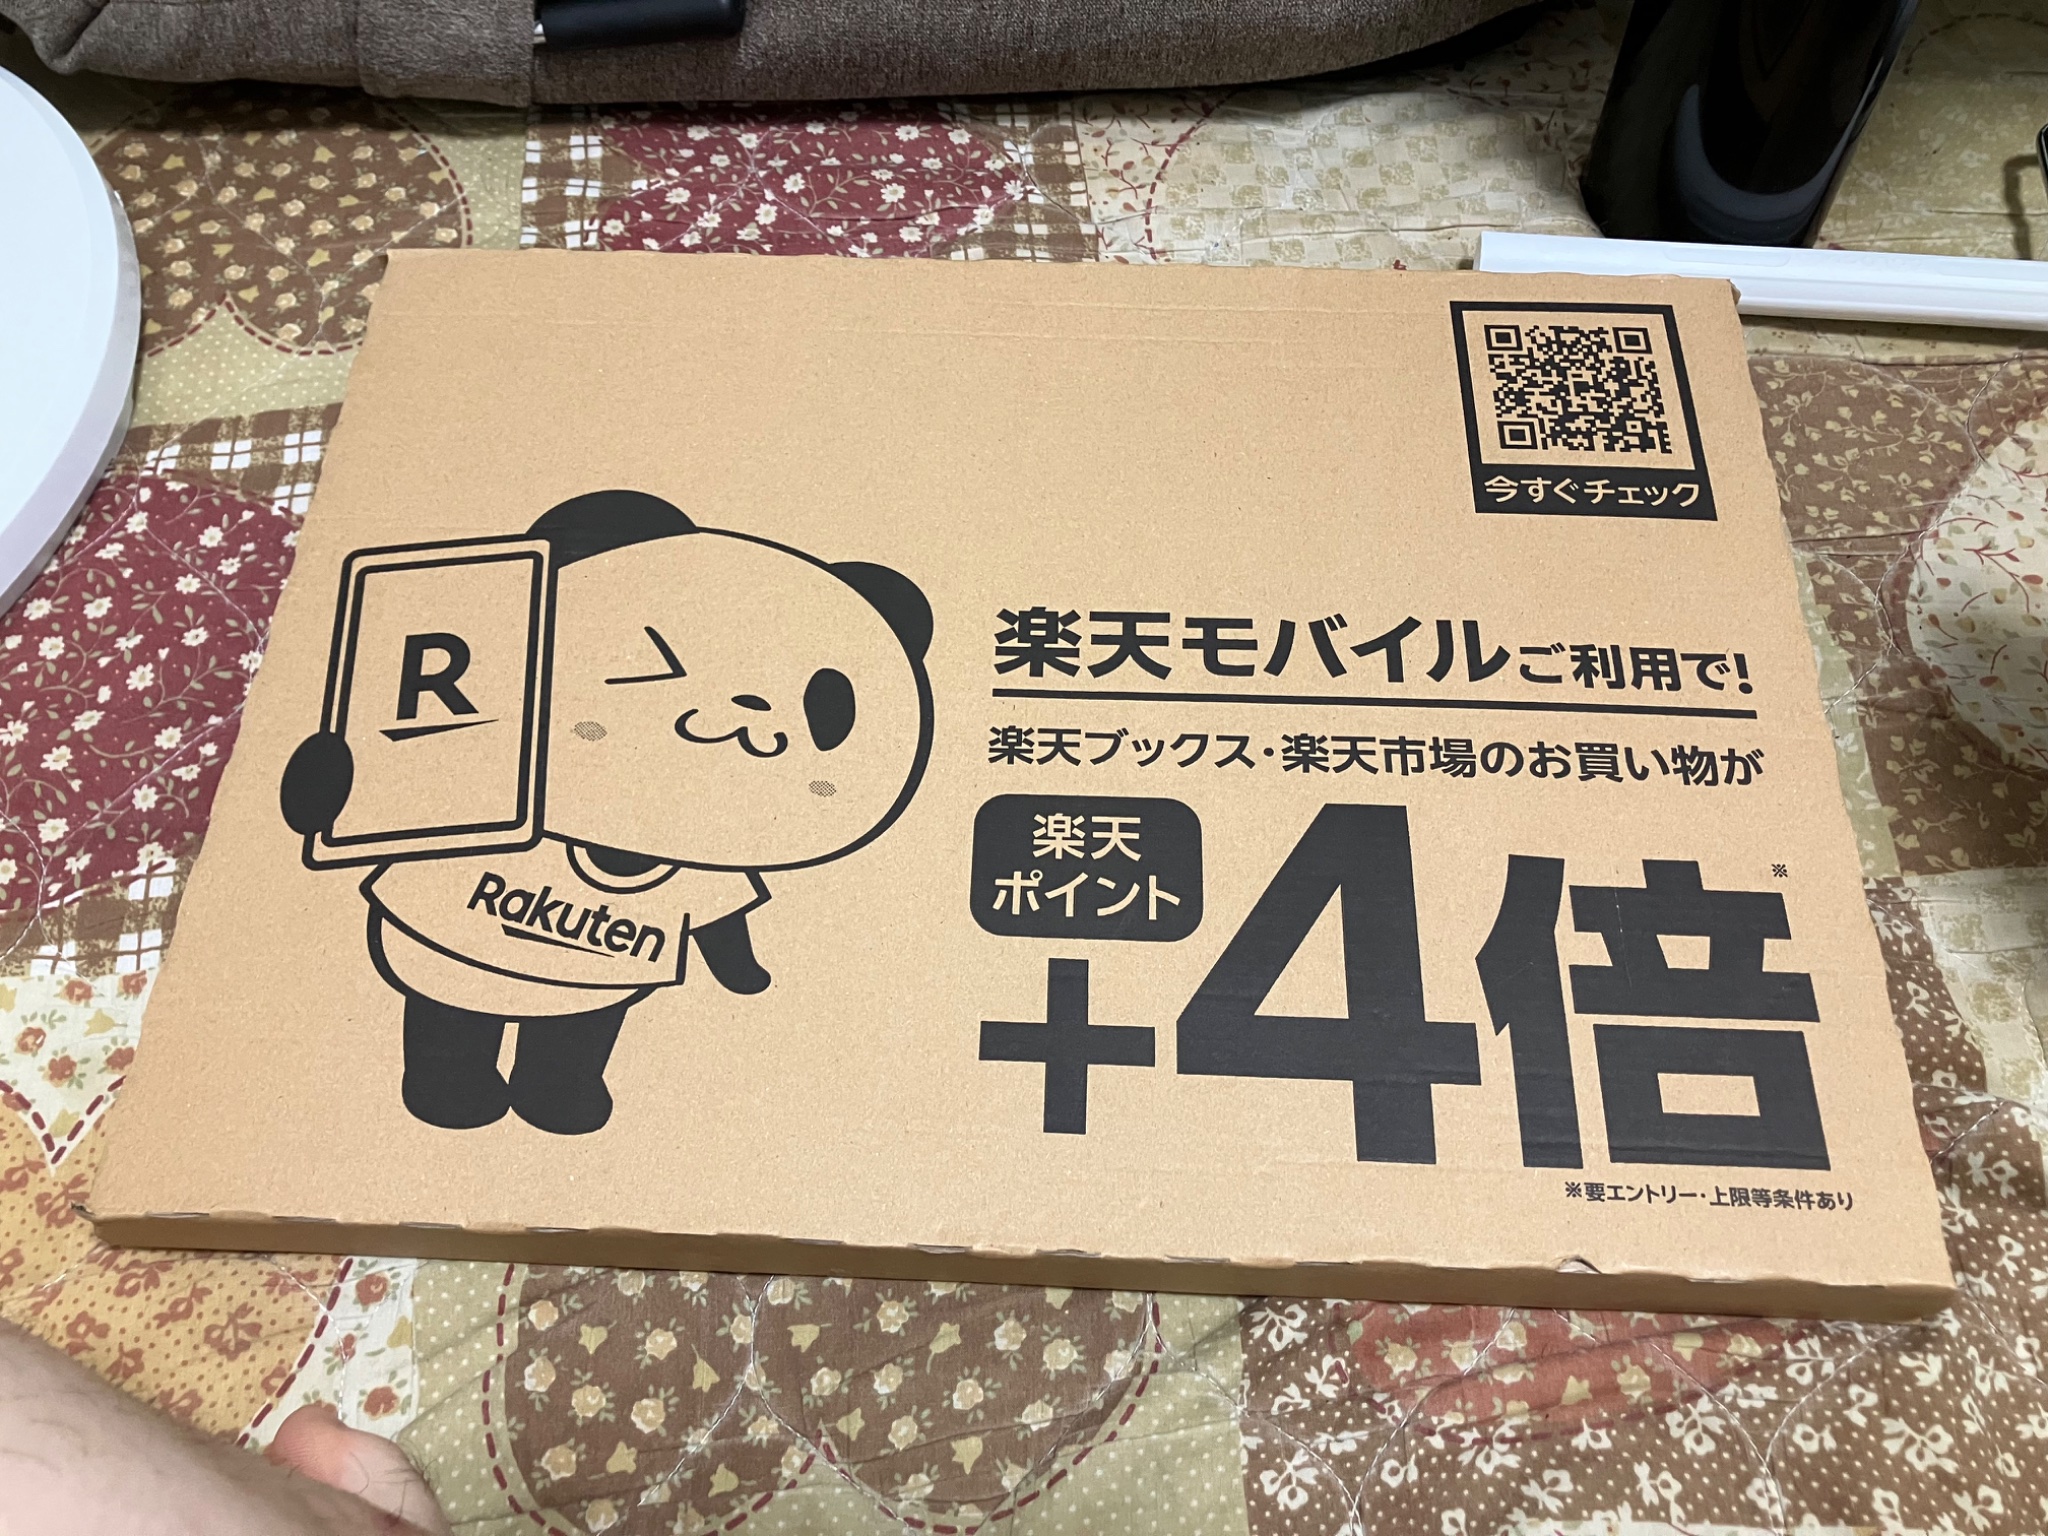 今すぐチェック
R
Rakuten
楽天モバイルご利用で!
楽天ブックス・楽天市場のお買い物が
楽天
ポイント
+4倍※
※要エントリー・上限等条件あり